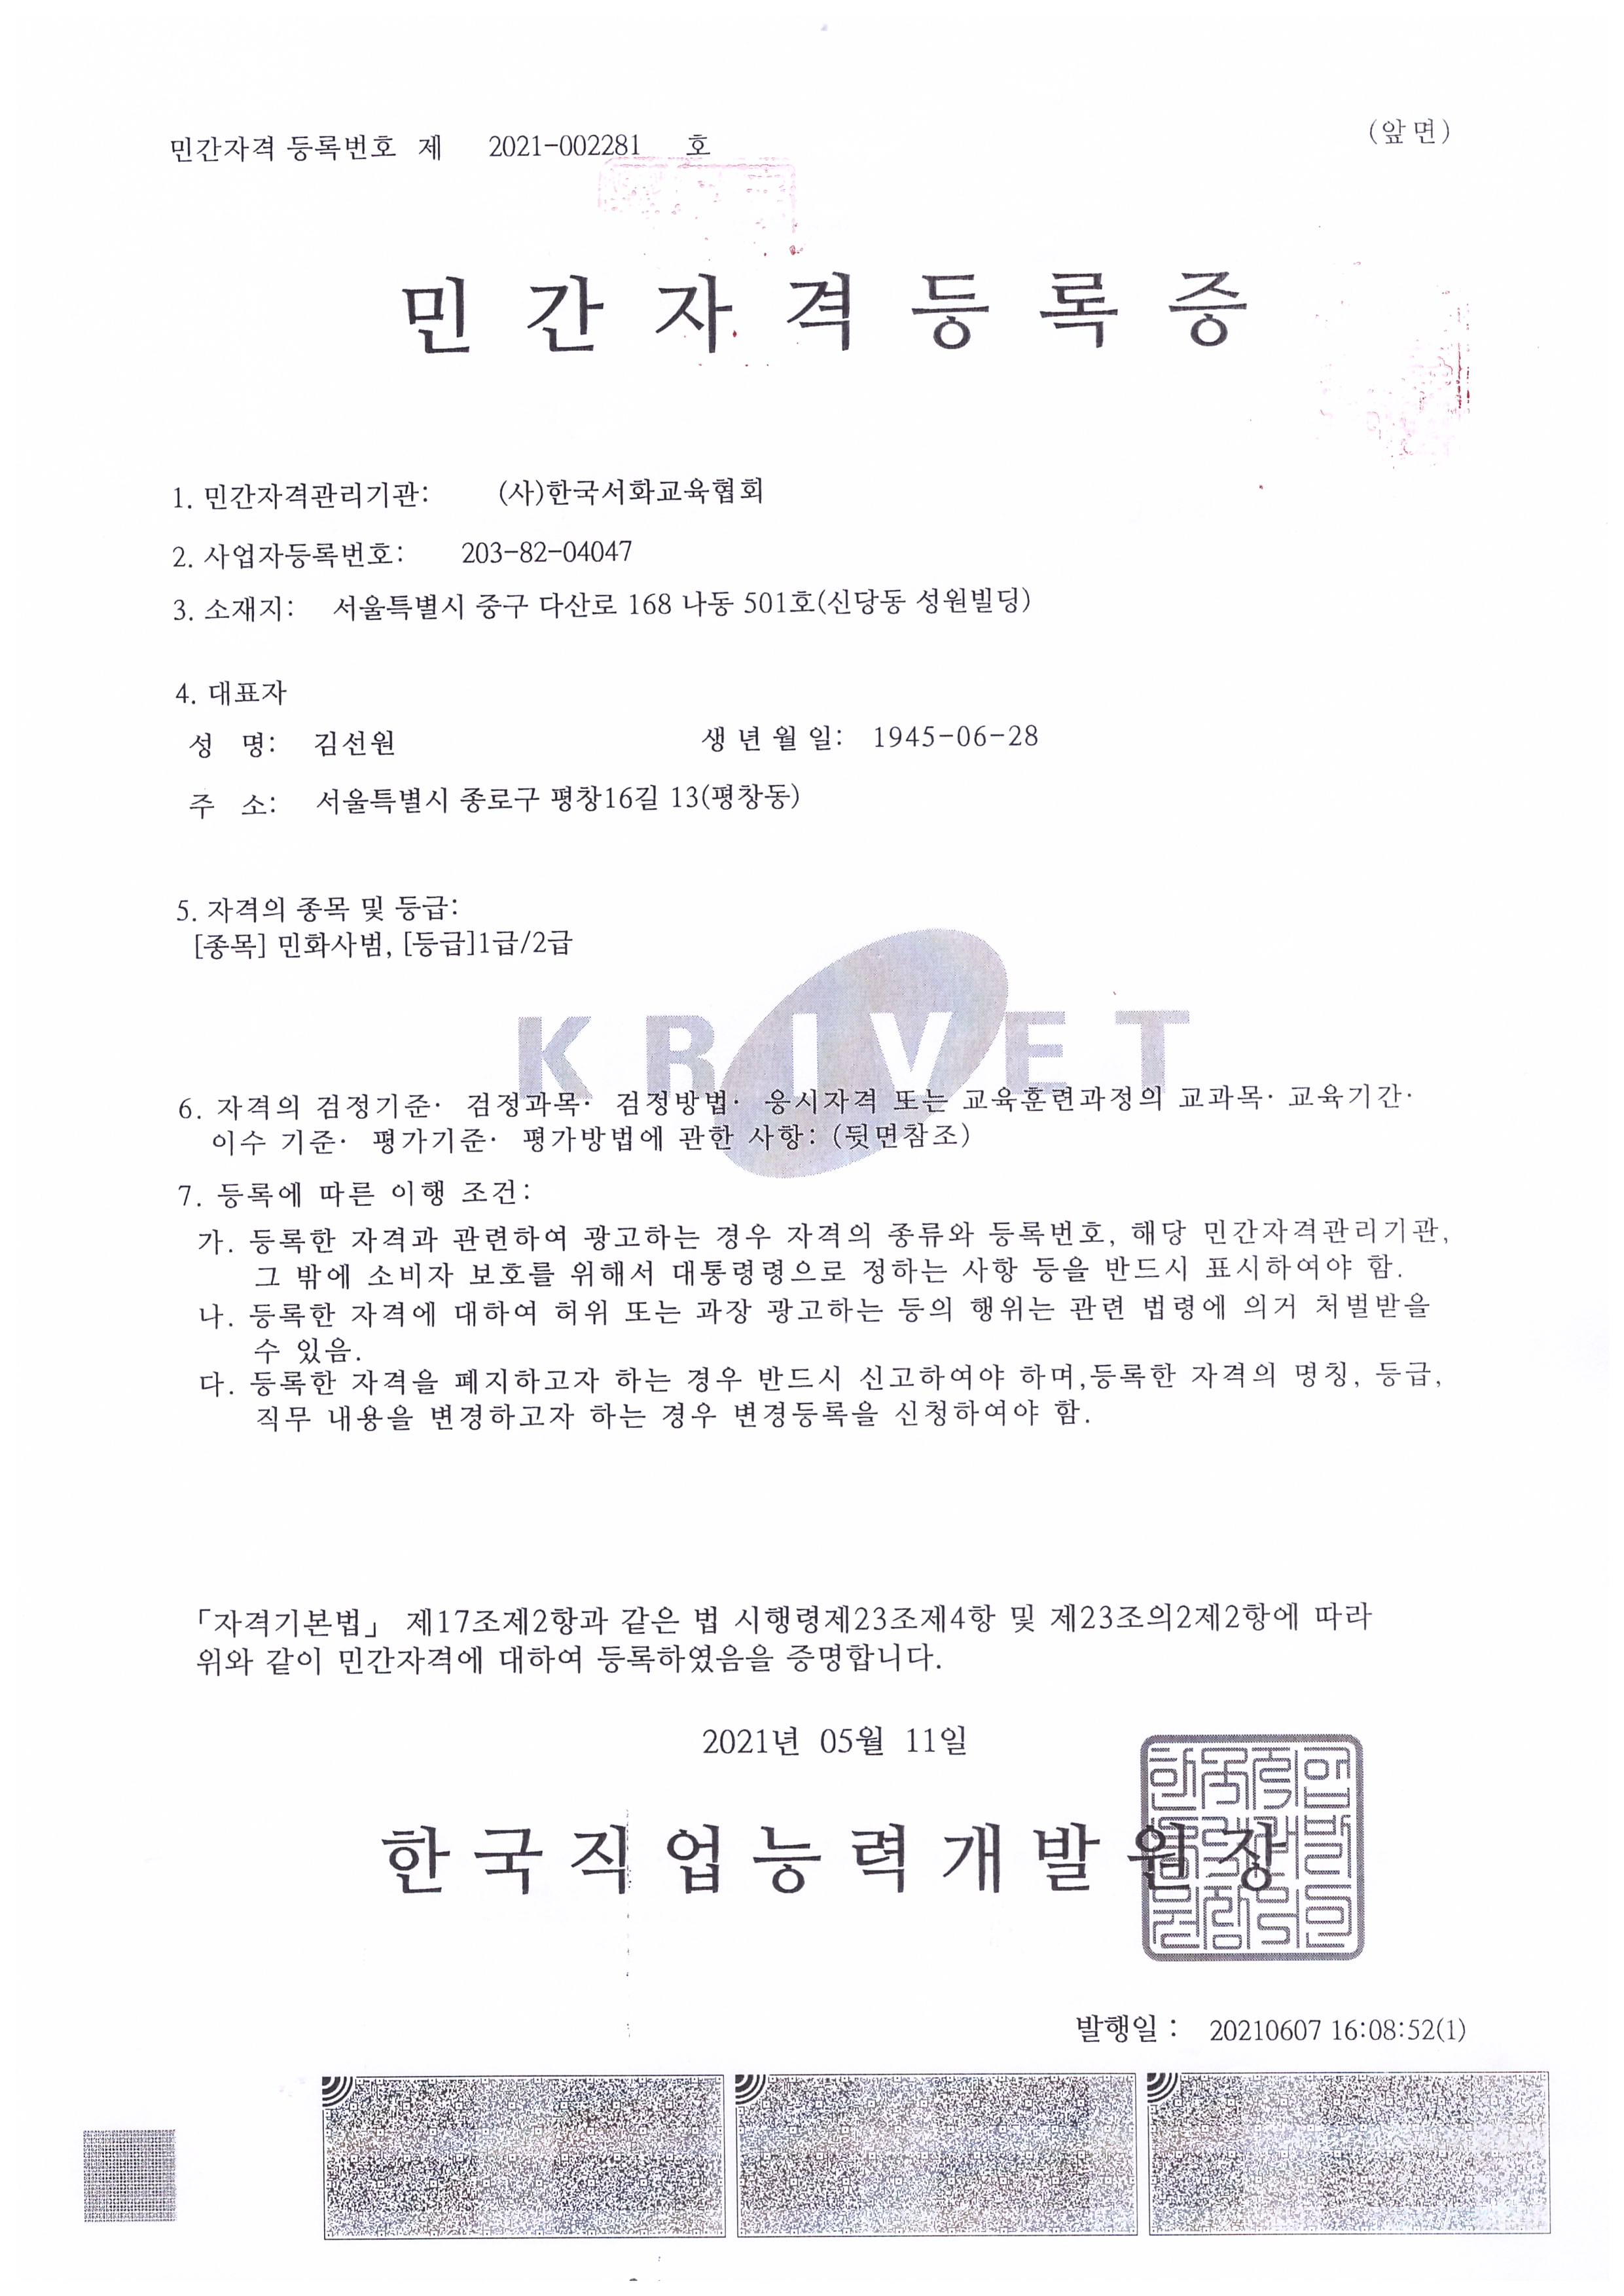 (앞면)
민간자격 등록번호 제 2021-002281 호
민간자격등록증
1. 민간자격관리기관: (사)한국서화교육협회
2. 사업자등록번호: 203-82-04047
3. 소재지: 서울특별시 중구 다산로 168 나동 501호(신당동 성원빌딩)
4. 대표자
성 명: 김선원 생년월일: 1945-06-28
주 소: 서울특별시 종로구 평창16길 13(평창동)
5. 자격의 종목 및 등급:
[종목] 민화사범, [등급]1급/2급
KRIVET
6. 자격의 검정기준· 검정과목· 검정방법· 응시자격 또는 교육훈련과정의 교과목· 교육기간·
이수 기준· 평가기준· 평가방법에 관한 사항: (뒷면참조)
7. 등록에 따른 이행 조건:
가. 등록한 자격과 관련하여 광고하는 경우 자격의 종류와 등록번호, 해당 민간자격관리기관,
그 밖에 소비자 보호를 위해서 대통령령으로 정하는 사항 등을 반드시 표시하여야 함.
나. 등록한 자격에 대하여 허위 또는 과장 광고하는 등의 행위는 관련 법령에 의거 처벌받을
수 있음.
다. 등록한 자격을 폐지하고자 하는 경우 반드시 신고하여야 하며,등록한 자격의 명칭, 등급,
직무 내용을 변경하고자 하는 경우 변경등록을 신청하여야 함.
「자격기본법」 제17조제2항과 같은 법 시행령제23조제4항 및 제23조의2제2항에 따라
위와 같이 민간자격에 대하여 등록하였음을 증명합니다.
2021년 05월 11일
한국직업능력개발원장
발행일 : 20210607 16:08:52(1)